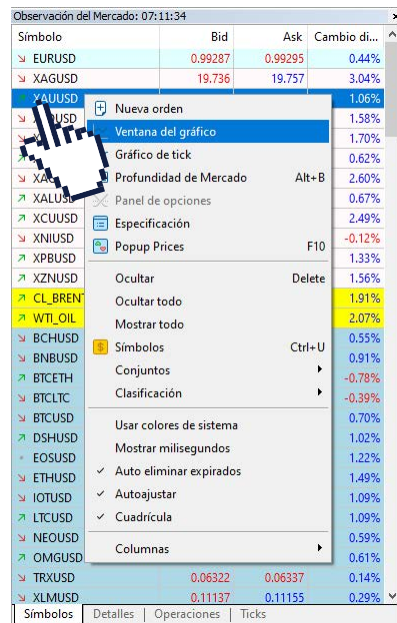 Observación del Mercado: 07:11:34
Símbolo Bid Ask Cambio di...
EURUSD 0.99287 0.99295 0.44%
XAGUSD 19.736 19.757 3.04%
XAUUSD 1.06%
Nueva orden
1.58%
Ventana del gráfico
1.70%
Gráfico de tick
0.62%
Profundidad de Mercado Alt+B
2.60%
XALUSD Panel de opciones 0.67%
XCUUSD Especificación 2.49%
XNIUSD Popup Prices F10 -0.12%
XPBUSD 1.33%
XZNUSD Ocultar Delete 1.56%
CL_BRENT Ocultar todo 1.91%
WTI_OIL Mostrar todo 2.07%
BCHUSD Símbolos Ctrl+U 0.55%
BNBUSD Conjuntos 0.91%
BTCETH Clasificación -0.78%
BTCLTC -0.39%
BTCUSD Usar colores de sistema 0.70%
DSHUSD Mostrar milisegundos 1.02%
EOSUSD Auto eliminar expirados 1.22%
ETHUSD Autoajustar 1.49%
IOTUSD 1.09%
LTCUSD Cuadrícula 1.09%
NEOUSD Columnas 0.59%
OMGUSD 0.61%
TRXUSD 0.06322 0.06337 0.14%
XLMUSD 0.11137 0.11155 0.29%
Símbolos Detalles Operaciones Ticks